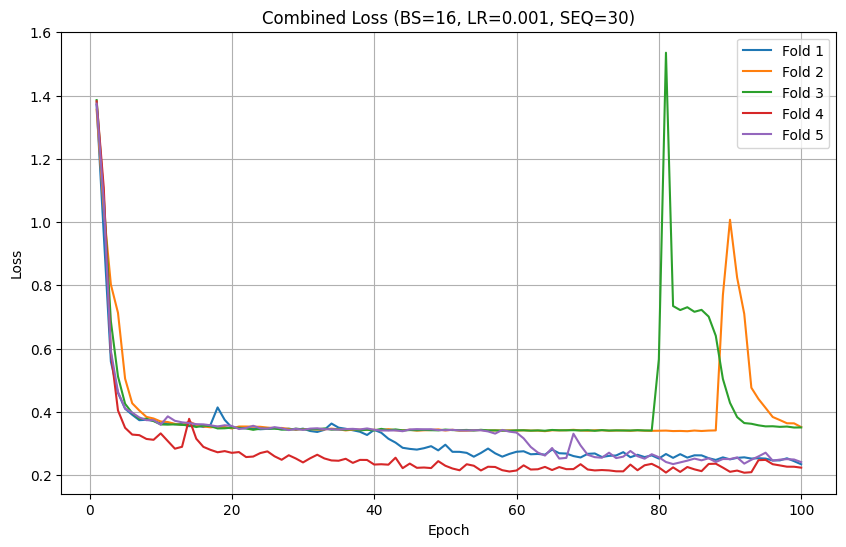 Combined Loss (BS=16, LR=0.001, SEQ=30)
1.6
1.4
1.2
1.0
0.8
0.6
0.4
0.2
Loss
Fold 1
Fold 2
Fold 3
Fold 4
Fold 5
0 20 40 60 80 100
Epoch